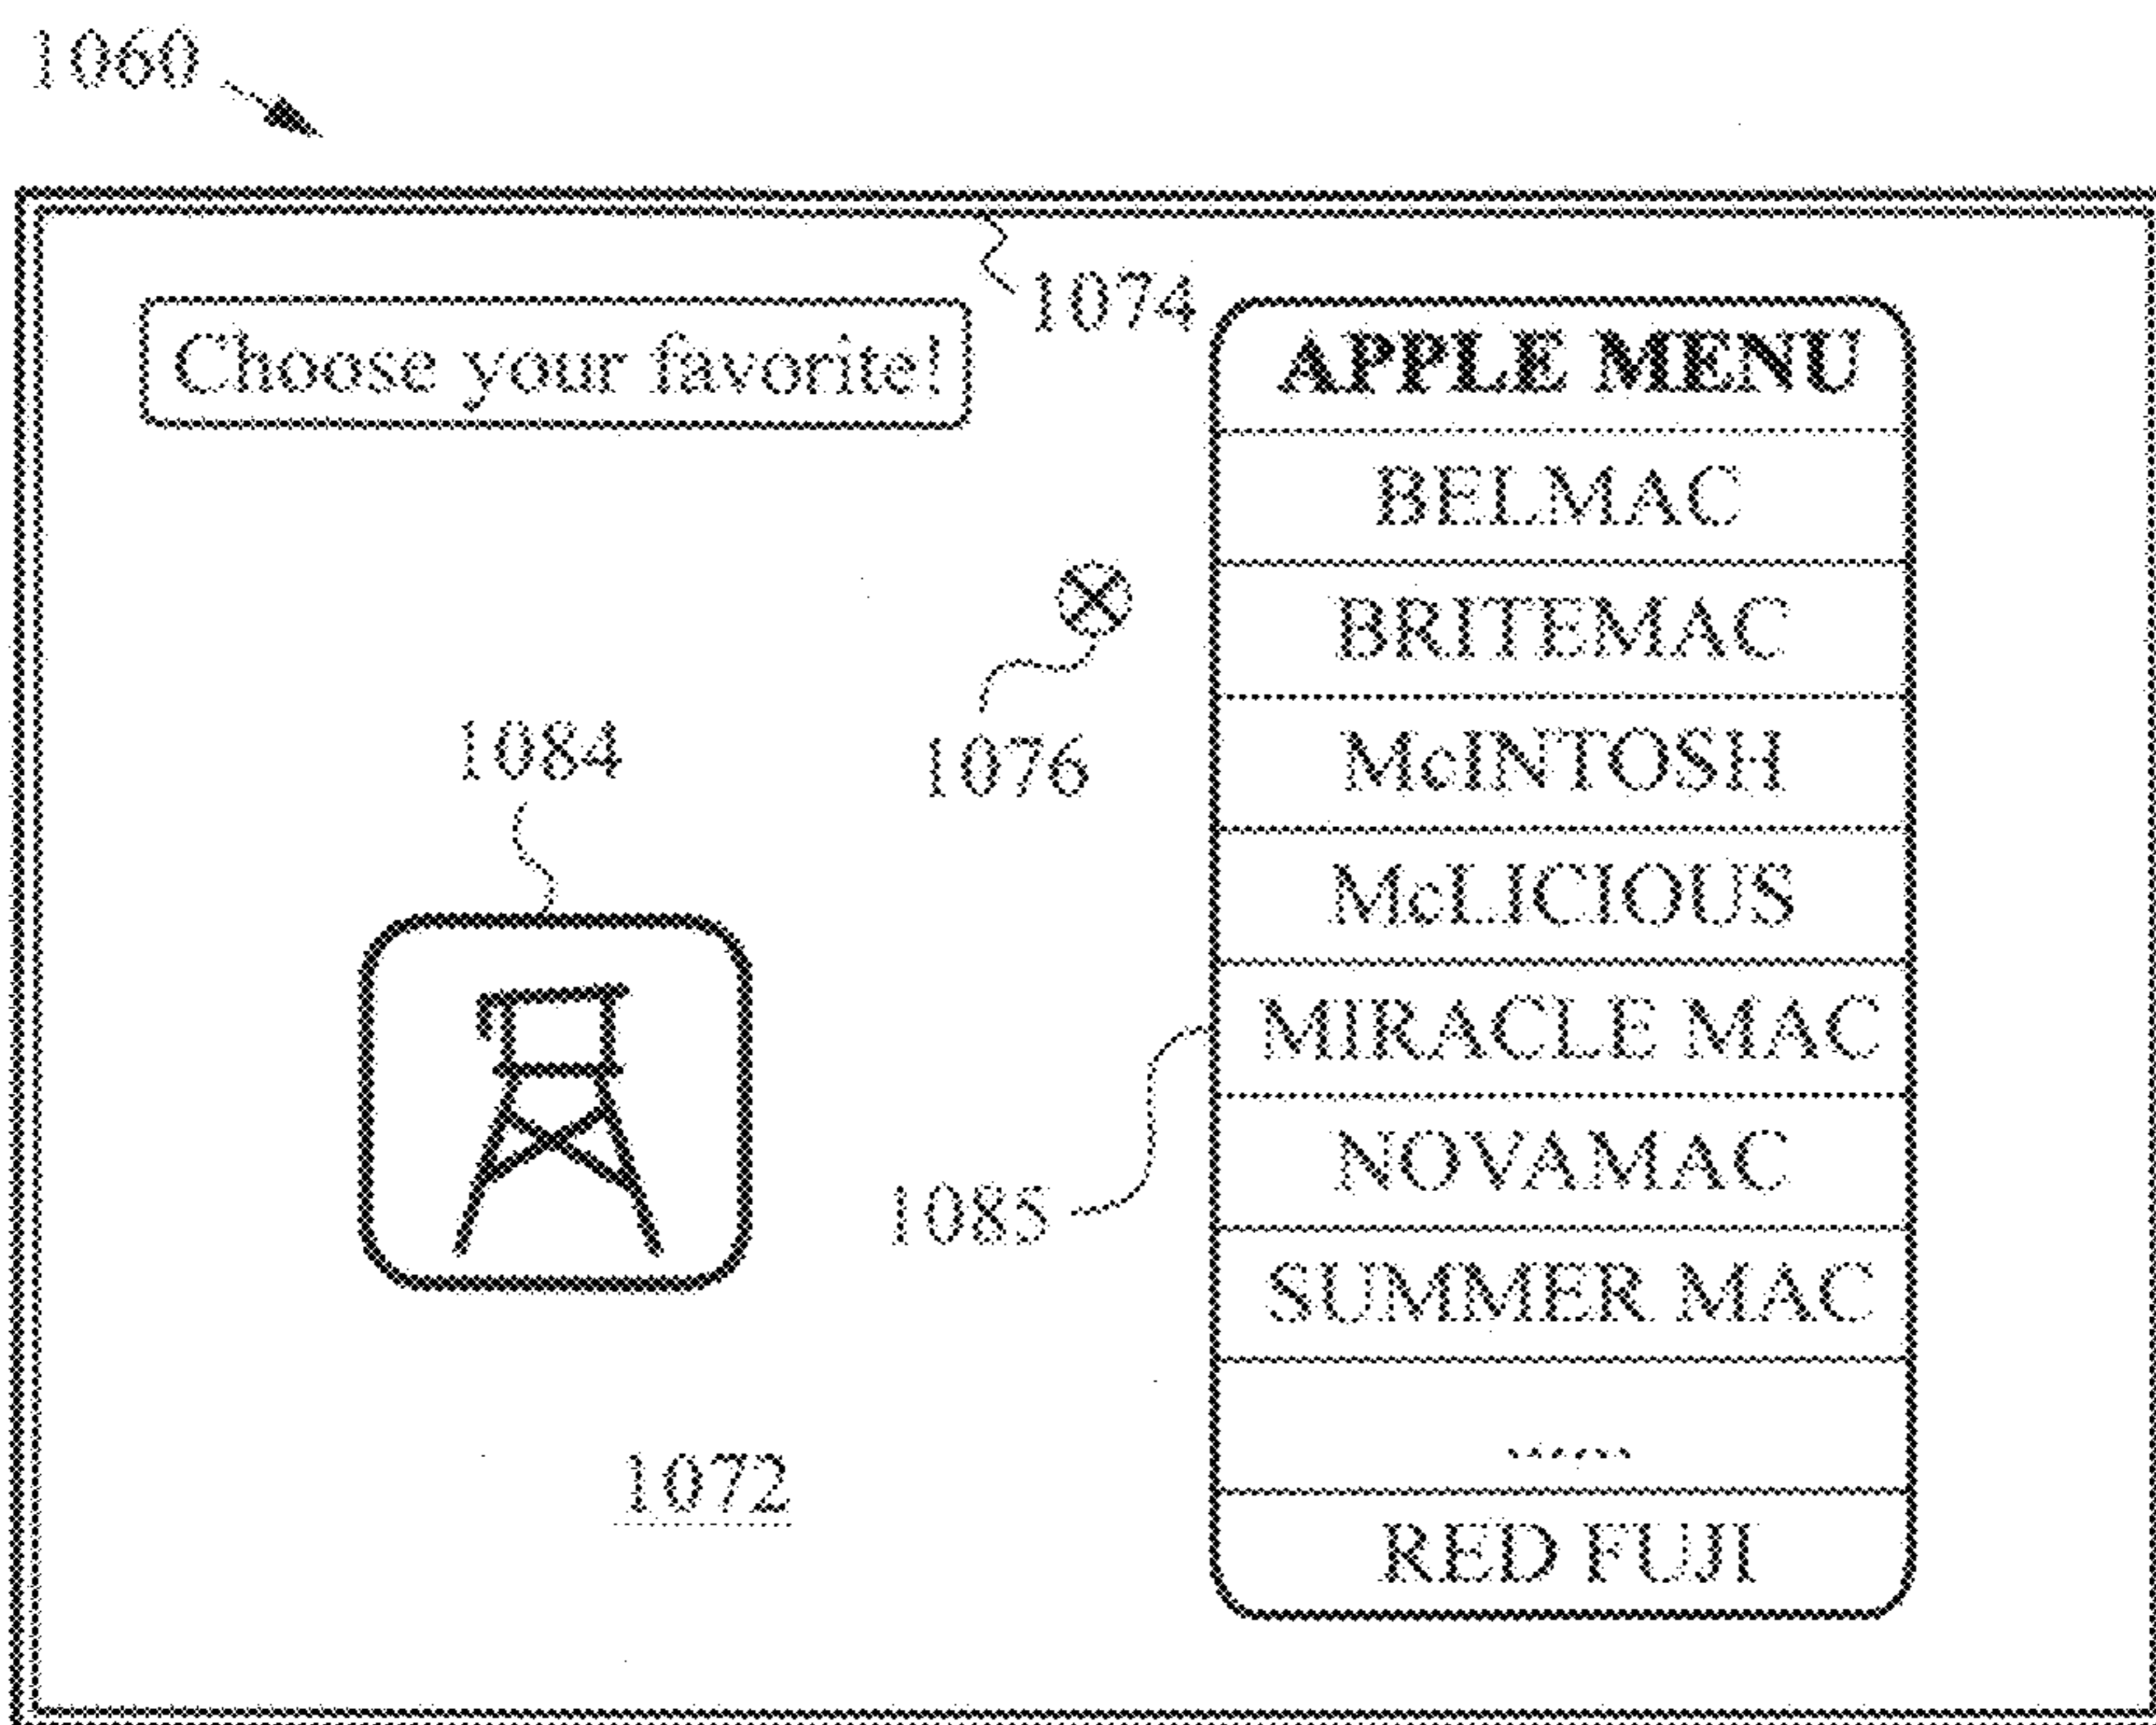 1060
1074
Choose your favorite!
APPLE MENU
BELMAC
BRITEMAC
McINTOSH
1084
1076
McLICIOUS
MIRACLE MAC
NOVAMAC
1085
SUMMER MAC
......
1072
RED FUJI